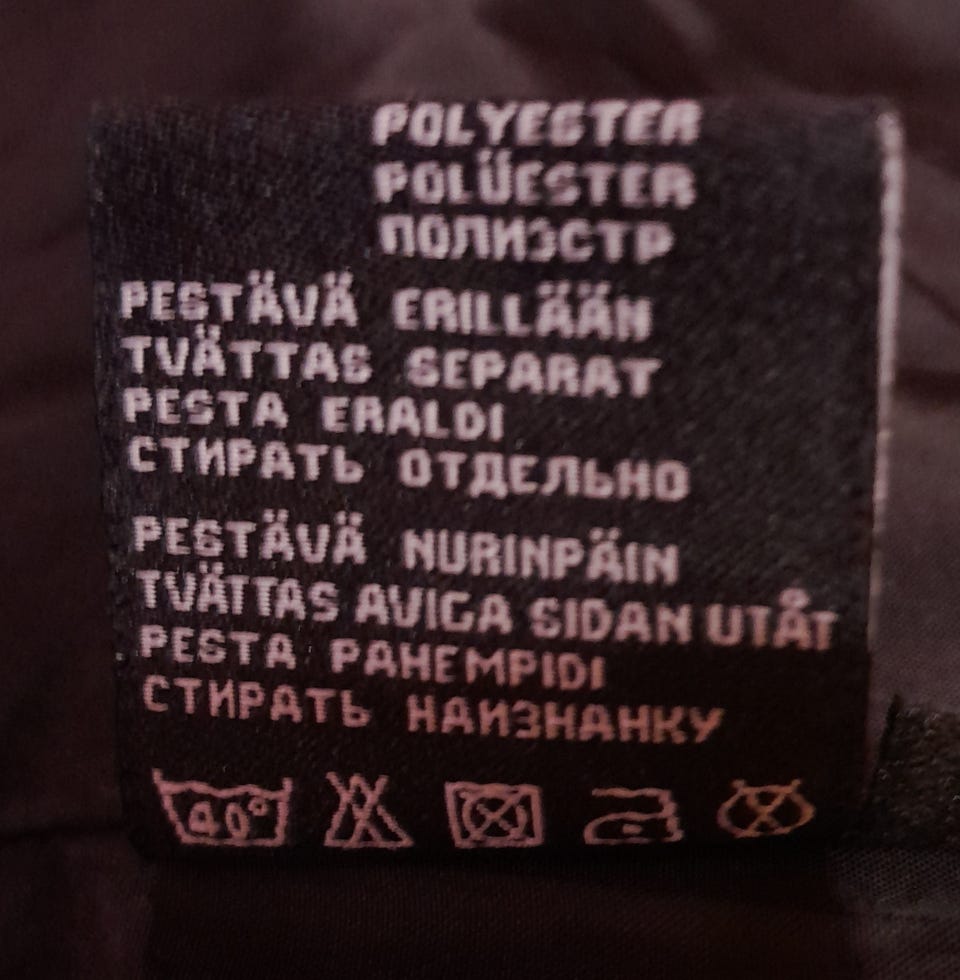 POLYESTER
POLÜESTER
ПОЛИЭСТР
PESTÄVÄ ERILLÄÄN
TVÄTTAS SEPARAT
PESTA ERALDI
СТИРАТЬ ОТДЕЛЬНО
PESTÄVÄ NURINPÄIN
TVÄTTAS AVIGA SIDAN UTÅT
PESTA PAHEMPIDI
СТИРАТЬ НАИЗНАНКУ
40°